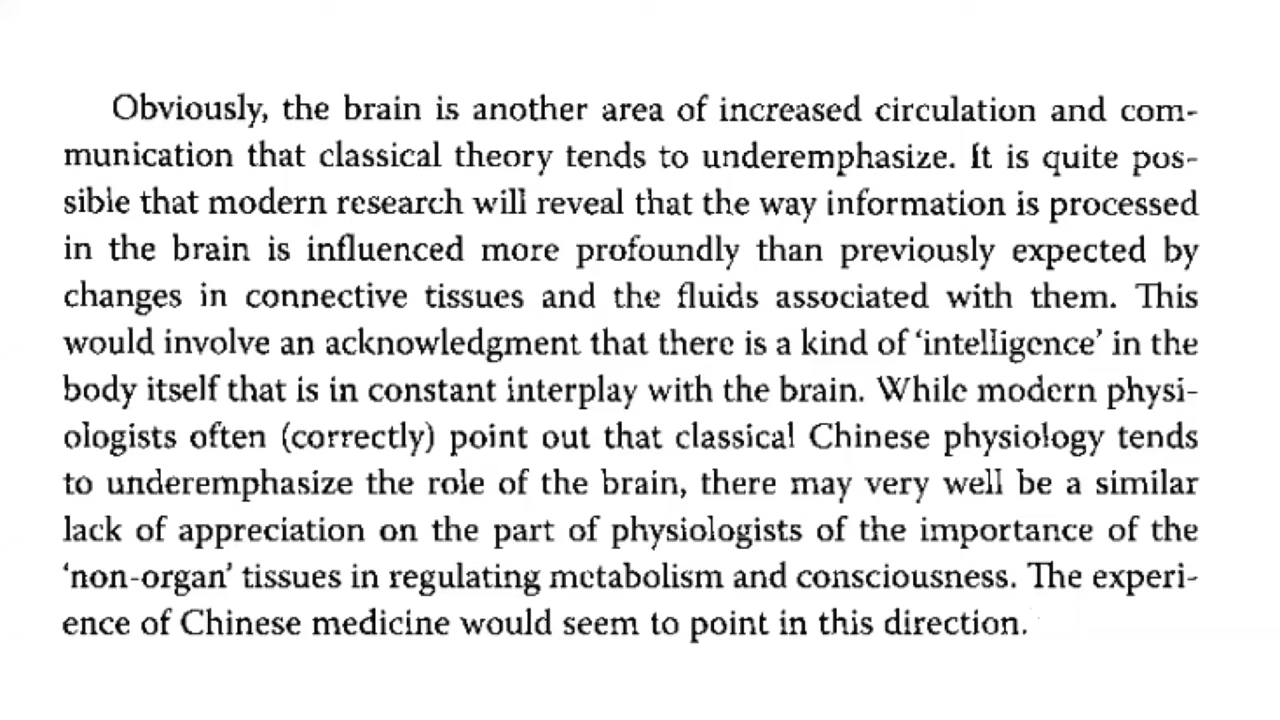 Obviously, the brain is another area of increased circulation and com-
munication that classical theory tends to underemphasize. It is quite pos-
sible that modern research will reveal that the way information is processed
in the brain is influenced more profoundly than previously expected by
changes in connective tissues and the fluids associated with them. This
would involve an acknowledgment that there is a kind of ‘intelligence’ in the
body itself that is in constant interplay with the brain. While modern physi-
ologists often (correctly) point out that classical Chinese physiology tends
to underemphasize the role of the brain, there may very well be a similar
lack of appreciation on the part of physiologists of the importance of the
‘non-organ’ tissues in regulating metabolism and consciousness. The experi-
ence of Chinese medicine would seem to point in this direction.